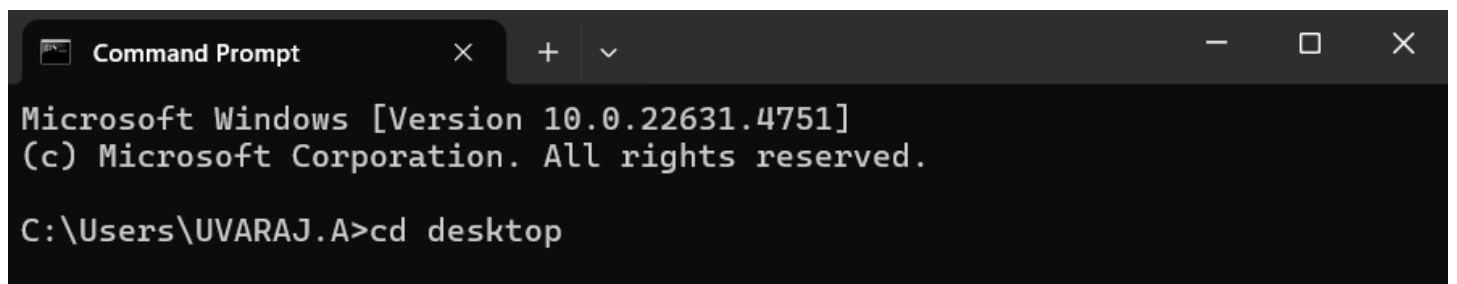 Command Prompt
Microsoft Windows [Version 10.0.22631.4751]
(c) Microsoft Corporation. All rights reserved.
C:\Users\UVARAJ.A>cd desktop